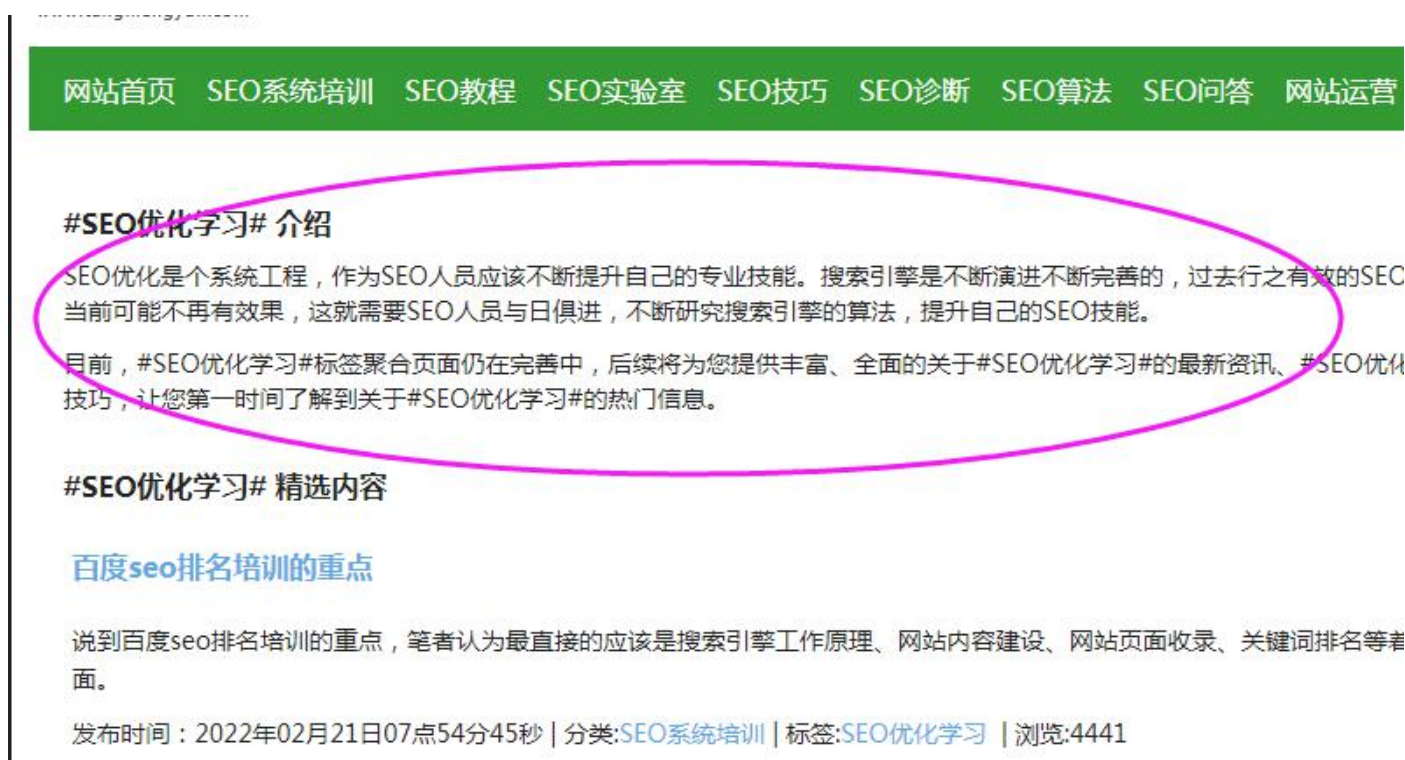 网站首页 SEO系统培训 SEO教程 SEO实验室 SEO技巧 SEO诊断 SEO算法 SEO问答 网站运营
#SEO优化学习# 介绍
SEO优化是个系统工程，作为SEO人员应该不断提升自己的专业技能。搜索引擎是不断演进不断完善的，过去行之有效的SEO
当前可能不再有效果，这就需要SEO人员与日俱进，不断研究搜索引擎的算法，提升自己的SEO技能。
目前，#SEO优化学习#标签聚合页面仍在完善中，后续将为您提供丰富、全面的关于#SEO优化学习#的最新资讯、#SEO优化
技巧，让您第一时间了解到关于#SEO优化学习#的热门信息。
#SEO优化学习# 精选内容
百度seo排名培训的重点
说到百度seo排名培训的重点，笔者认为最直接的应该是搜索引擎工作原理、网站内容建设、网站页面收录、关键词排名等着
面。
发布时间：2022年02月21日07点54分45秒 | 分类:SEO系统培训 | 标签:SEO优化学习 | 浏览:4441